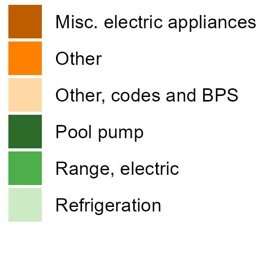 Misc. electric appliances
Other
Other, codes and BPS
Pool pump
Range, electric
Refrigeration